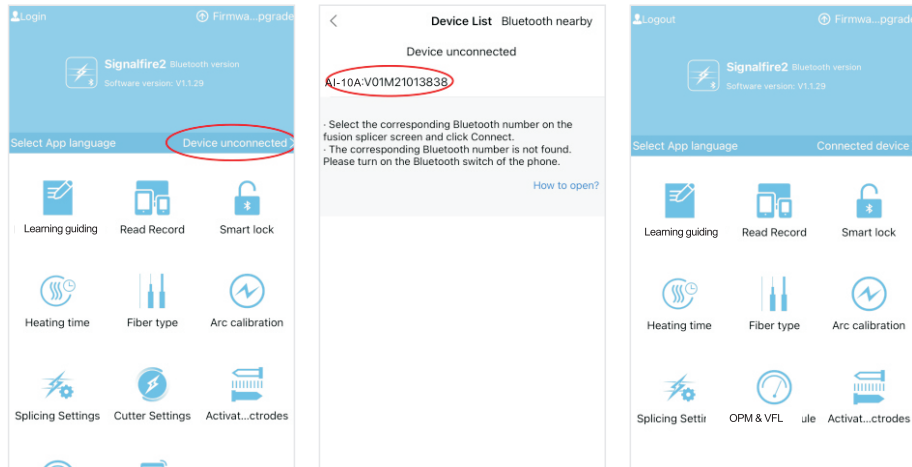 Login
Firmwa...pgrade
Signalfire2 Bluetooth version
Software version: V1.1.29
Select App language
Device unconnected
Learning guiding
Read Record
Smart lock
Heating time
Fiber type
Arc calibration
Splicing Settings
Cutter Settings
Activat...ctrodes
Device List
Bluetooth nearby
Device unconnected
AI-10A:V01M21013838
· Select the corresponding Bluetooth number on the
fusion splicer screen and click Connect.
· The corresponding Bluetooth number is not found.
Please turn on the Bluetooth switch of the phone.
How to open?
Logout
Firmwa...pgrade
Signalfire2 Bluetooth version
Software version: V1.1.29
Select App language
Connected device
Learning guiding
Read Record
Smart lock
Heating time
Fiber type
Arc calibration
Splicing Settir
OPM & VFL ule
Activat...ctrodes